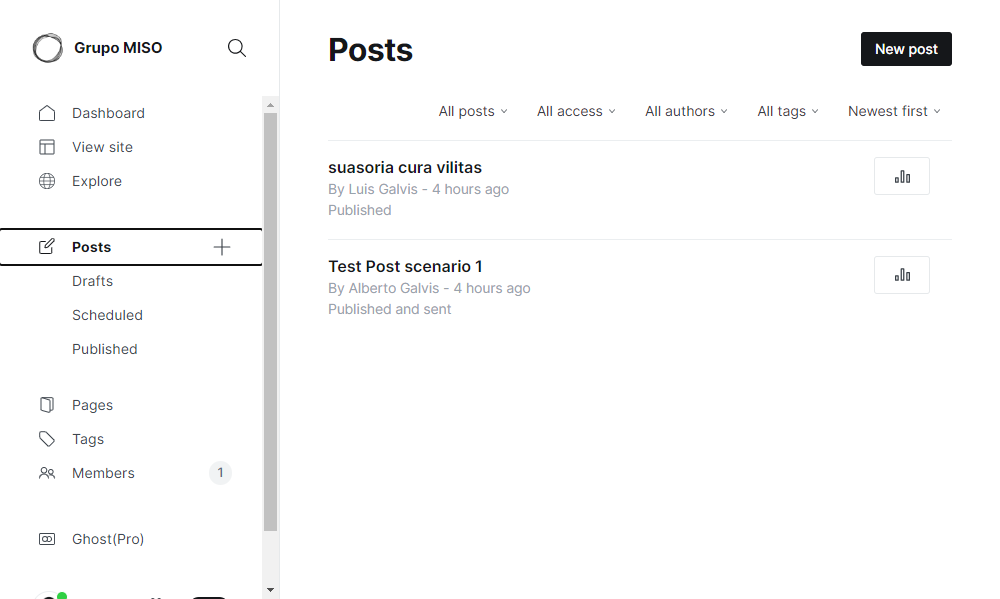 Grupo MISO
Dashboard
View site
Explore
Posts
Drafts
Scheduled
Published
Pages
Tags
Members 1
Ghost(Pro)
Posts
New post
All posts All access All authors All tags Newest first
suasoria cura vilitas
By Luis Galvis - 4 hours ago
Published
Test Post scenario 1
By Alberto Galvis - 4 hours ago
Published and sent